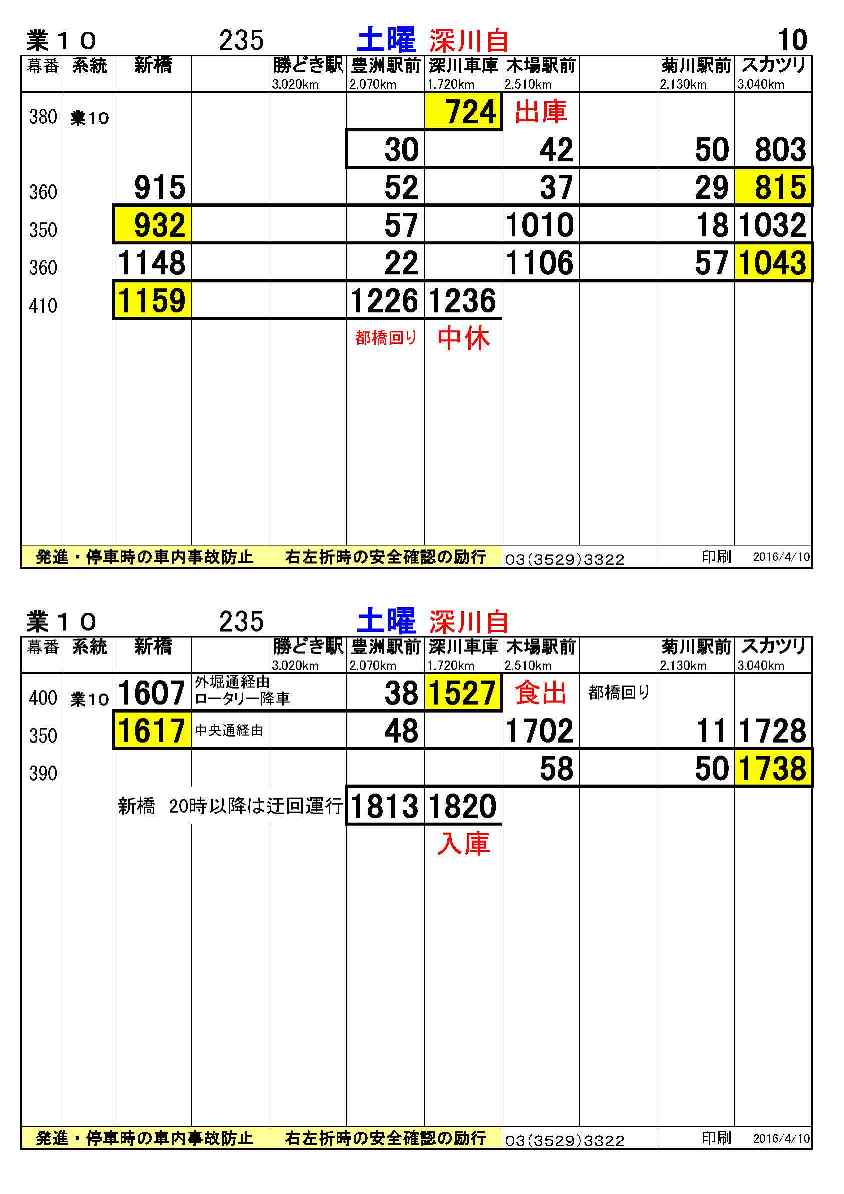 業１０ 235 土曜 深川自 10
幕番 系統 新橋 勝どき駅 豊洲駅前 深川車庫 木場駅前 菊川駅前 スカツリ
3.020km 2.070km 1.720km 2.510km 2.130km 3.040km
380 業10 724 出庫
30 42 50 803
360 915 52 37 29 815
350 932 57 1010 18 1032
360 1148 22 1106 57 1043
410 1159 1226 1236
都橋回り 中休
発進・停車時の車内事故防止 右左折時の安全確認の励行 03(3529)3322 印刷 2016/4/10
業１０ 235 土曜 深川自
幕番 系統 新橋 勝どき駅 豊洲駅前 深川車庫 木場駅前 菊川駅前 スカツリ
3.020km 2.070km 1.720km 2.510km 2.130km 3.040km
400 業10 1607 外堀通経由 ロータリー降車 38 1527 食出 都橋回り
350 1617 中央通経由 48 1702 11 1728
390 58 50 1738
新橋 20時以降は迂回運行 1813 1820
入庫
発進・停車時の車内事故防止 右左折時の安全確認の励行 03(3529)3322 印刷 2016/4/10